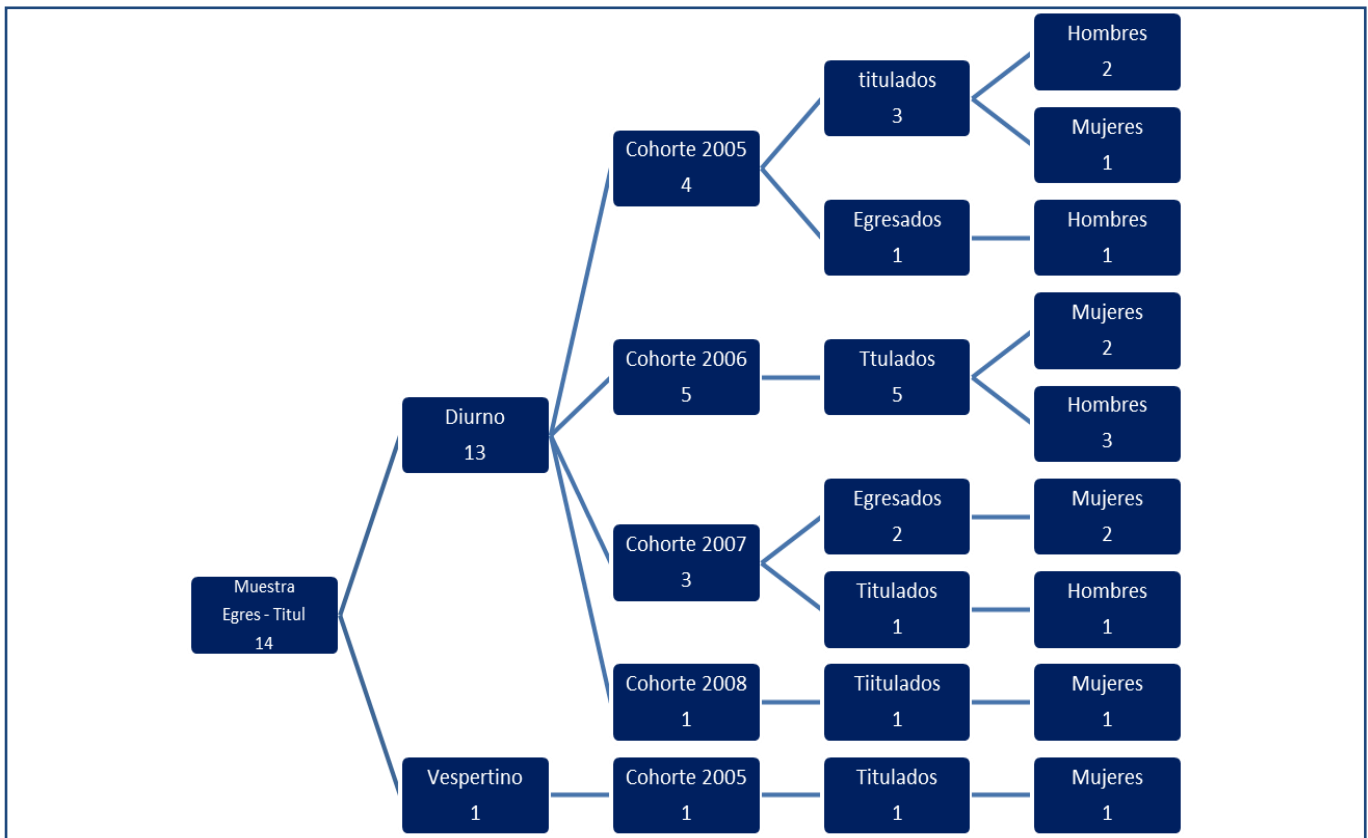 Muestra
Egres - Titul
14
Diurno
13
Cohorte 2005
4
titulados
3
Hombres
2
Mujeres
1
Egresados
1
Hombres
1
Cohorte 2006
5
Ttulados
5
Mujeres
2
Hombres
3
Cohorte 2007
3
Egresados
2
Mujeres
2
Titulados
1
Hombres
1
Cohorte 2008
1
Tiitulados
1
Mujeres
1
Vespertino
1
Cohorte 2005
1
Titulados
1
Mujeres
1